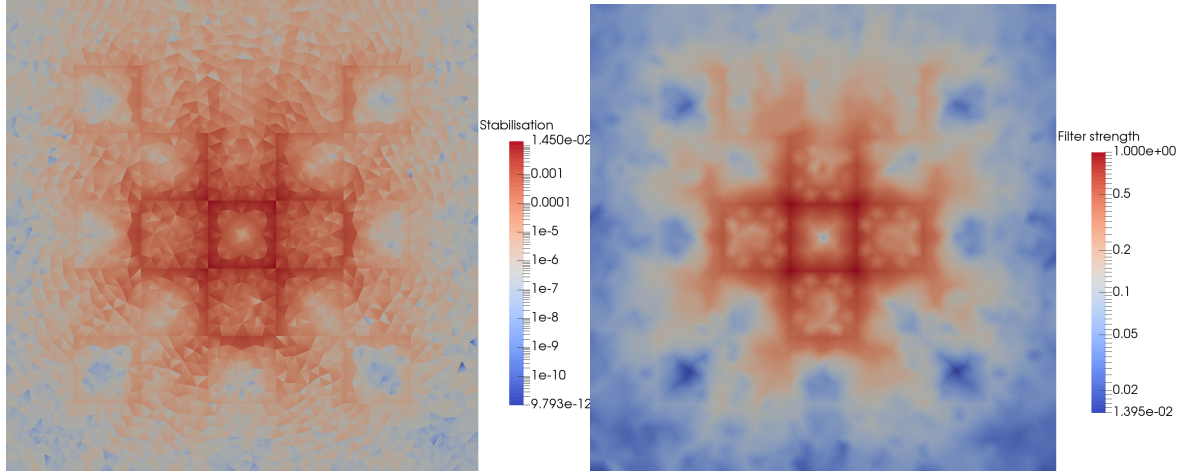 Stabilisation
1.450e-02
0.001
0.0001
1e-5
1e-6
1e-7
1e-8
1e-9
1e-10
9.793e-12
Filter strength
1.000e+00
0.5
0.2
0.1
0.05
0.02
1.395e-02